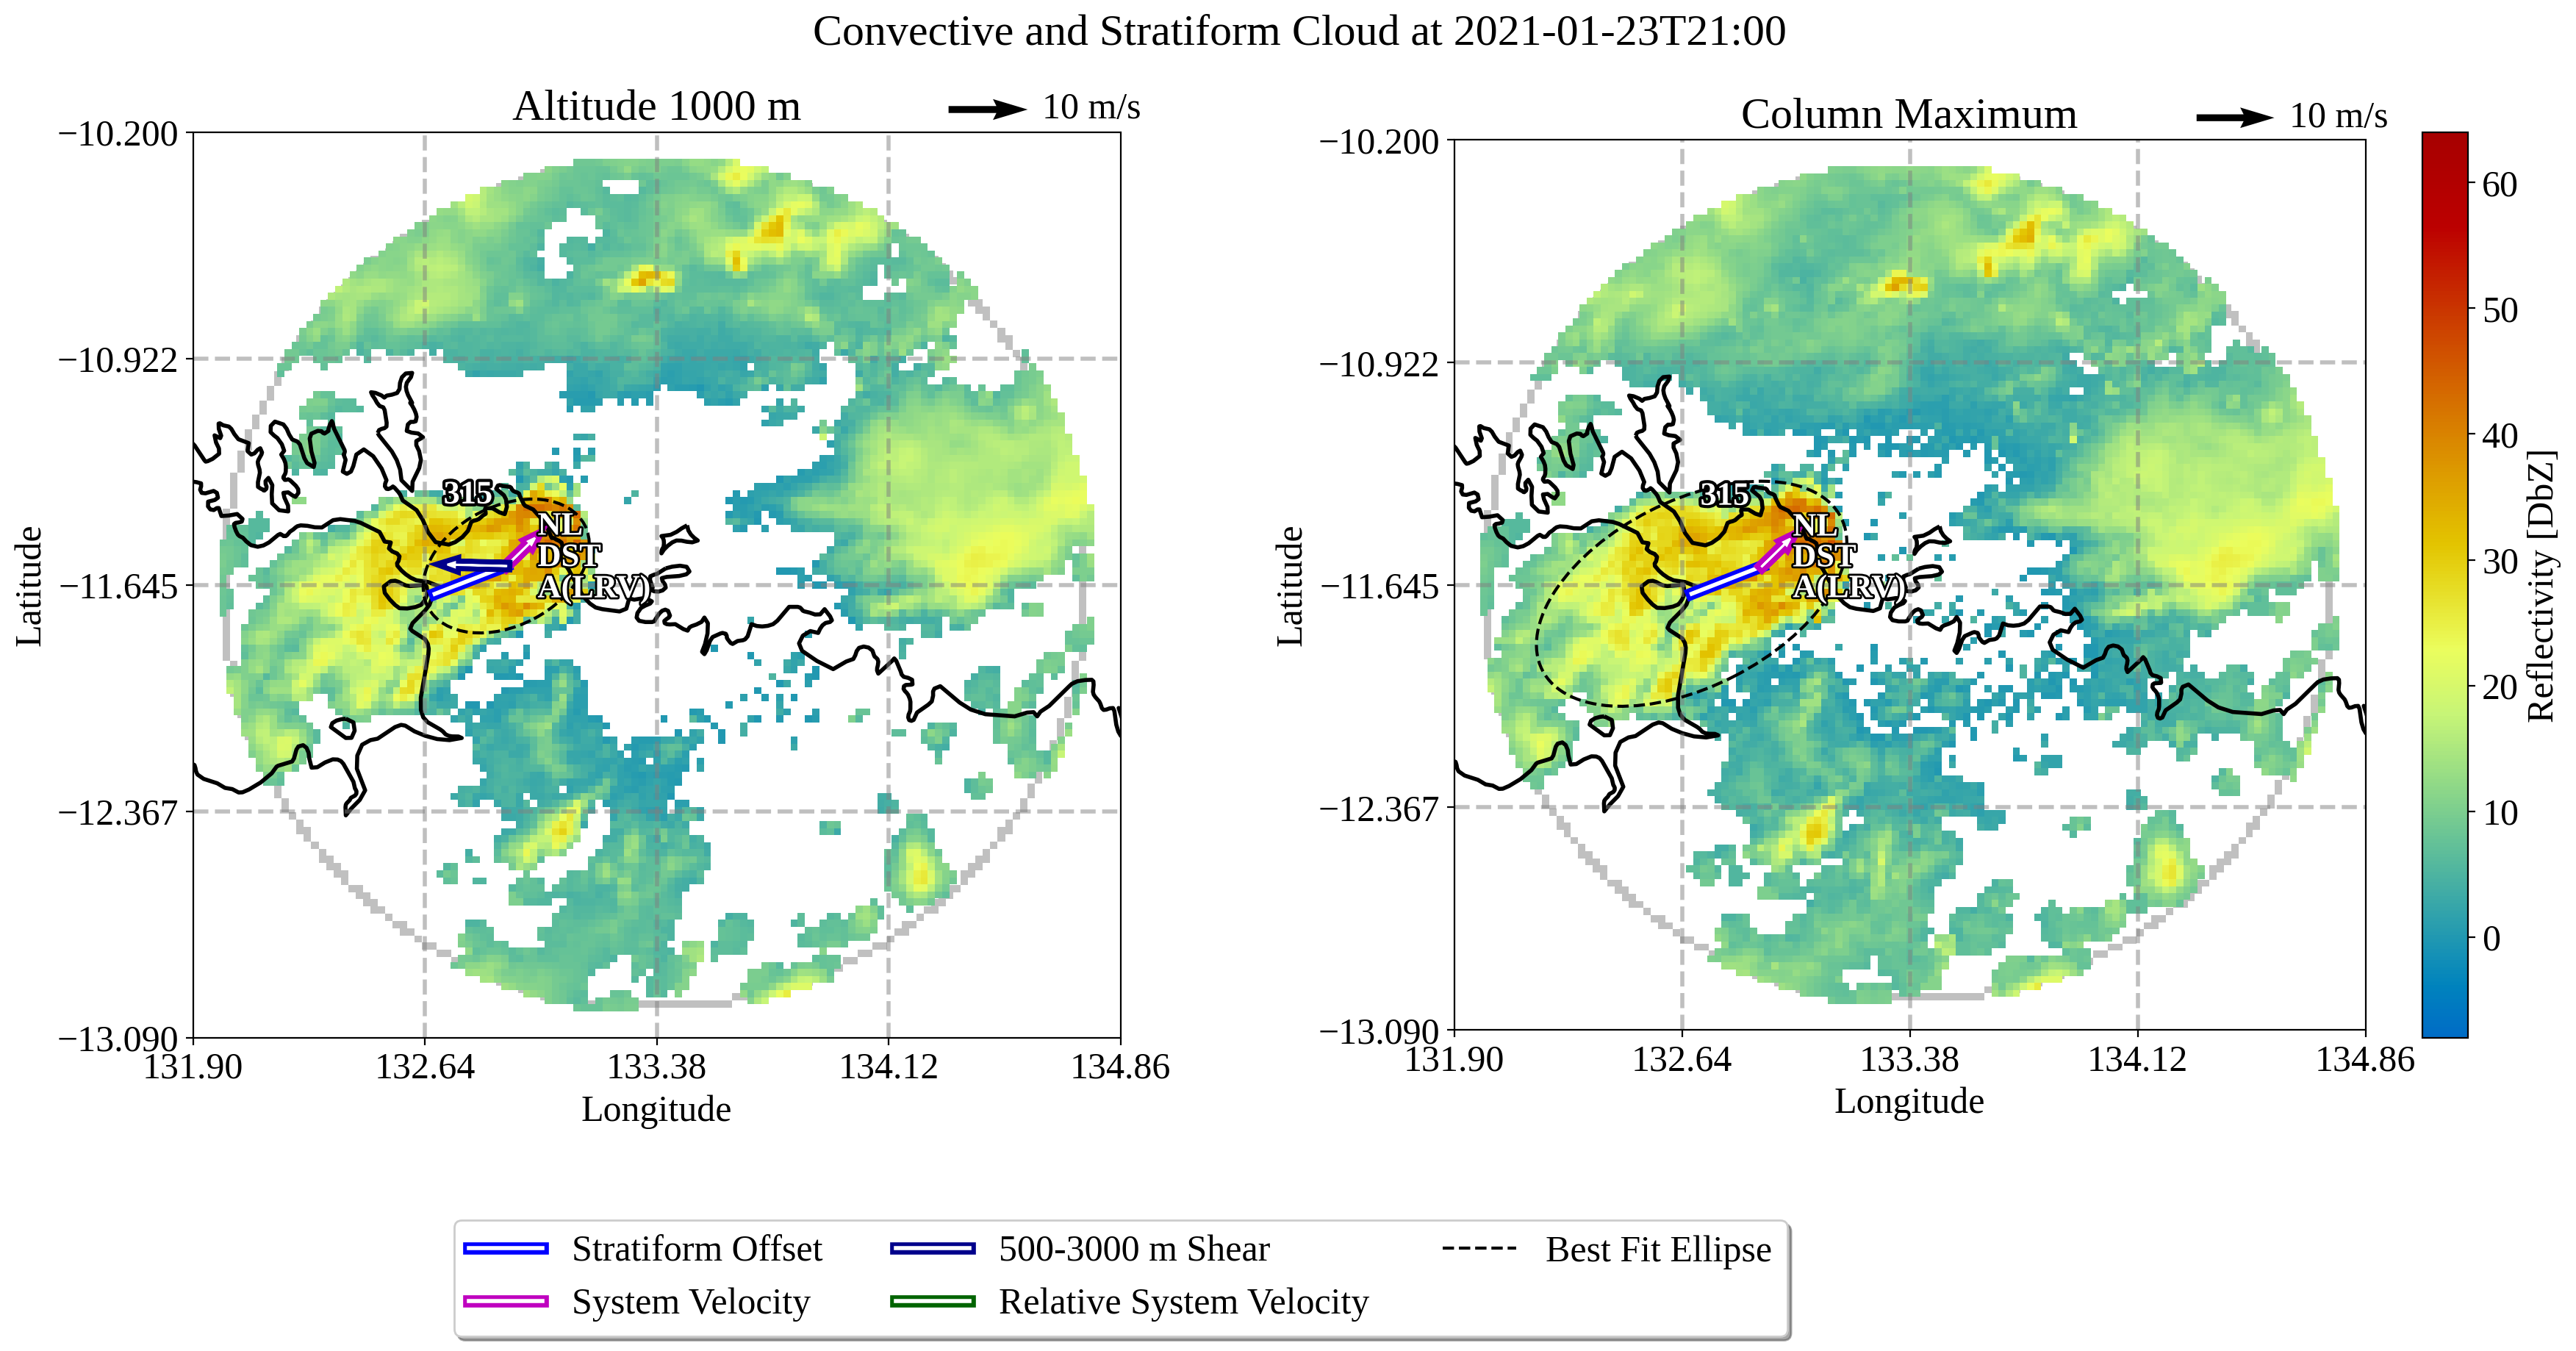 Convective and Stratiform Cloud at 2021-01-23T21:00
Altitude 1000 m
10 m/s
−10.200
−10.922
−11.645
−12.367
−13.090
Latitude
315
NL
DST
A(LRV)
131.90
132.64
133.38
134.12
134.86
Longitude
Column Maximum
10 m/s
−10.200
−10.922
−11.645
−12.367
−13.090
Latitude
315
NL
DST
A(LRV)
131.90
132.64
133.38
134.12
134.86
Longitude
60
50
40
30
20
10
0
Reflectivity [DbZ]
Stratiform Offset
System Velocity
500-3000 m Shear
Relative System Velocity
Best Fit Ellipse